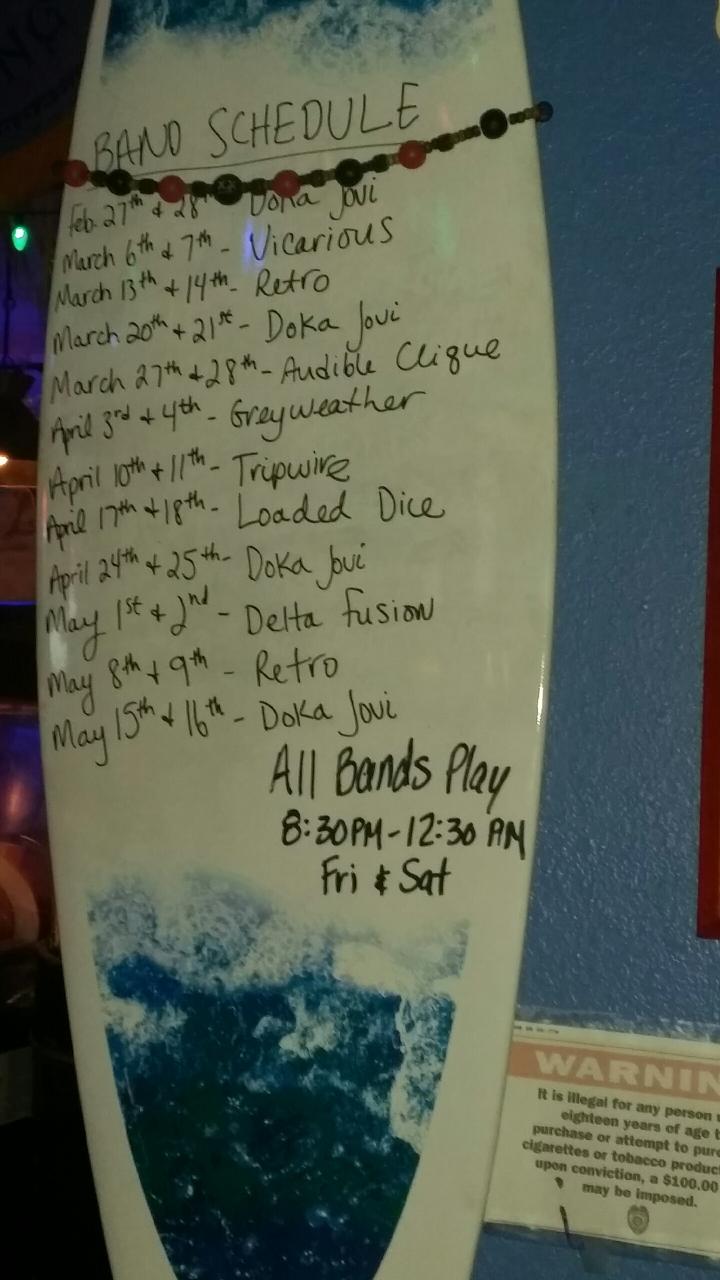 BAND SCHEDULE
Feb. 27th + 28th Doka Jovi
March 6th + 7th - Vicarious
March 13th + 14th - Retro
March 20th + 21st - Doka Jovi
March 27th + 28th - Audible Clique
April 3rd + 4th - Greyweather
April 10th + 11th - Tripwire
April 17th + 18th - Loaded Dice
April 24th + 25th - Doka Jovi
May 1st + 2nd - Delta Fusion
May 8th + 9th - Retro
May 15th + 16th - Doka Jovi
All Bands Play
8:30PM-12:30 AM
Fri & Sat
WARNIN
It is illegal for any person
eighteen years of age
purchase or attempt to pur
cigarettes or tobacco produc
upon conviction, a $100.00
may be imposed.